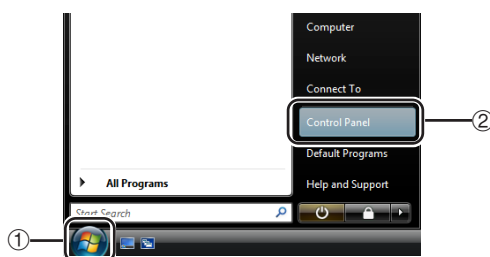 Computer
Network
Connect To
② Control Panel
Default Programs
All Programs
Help and Support
Start Search
①